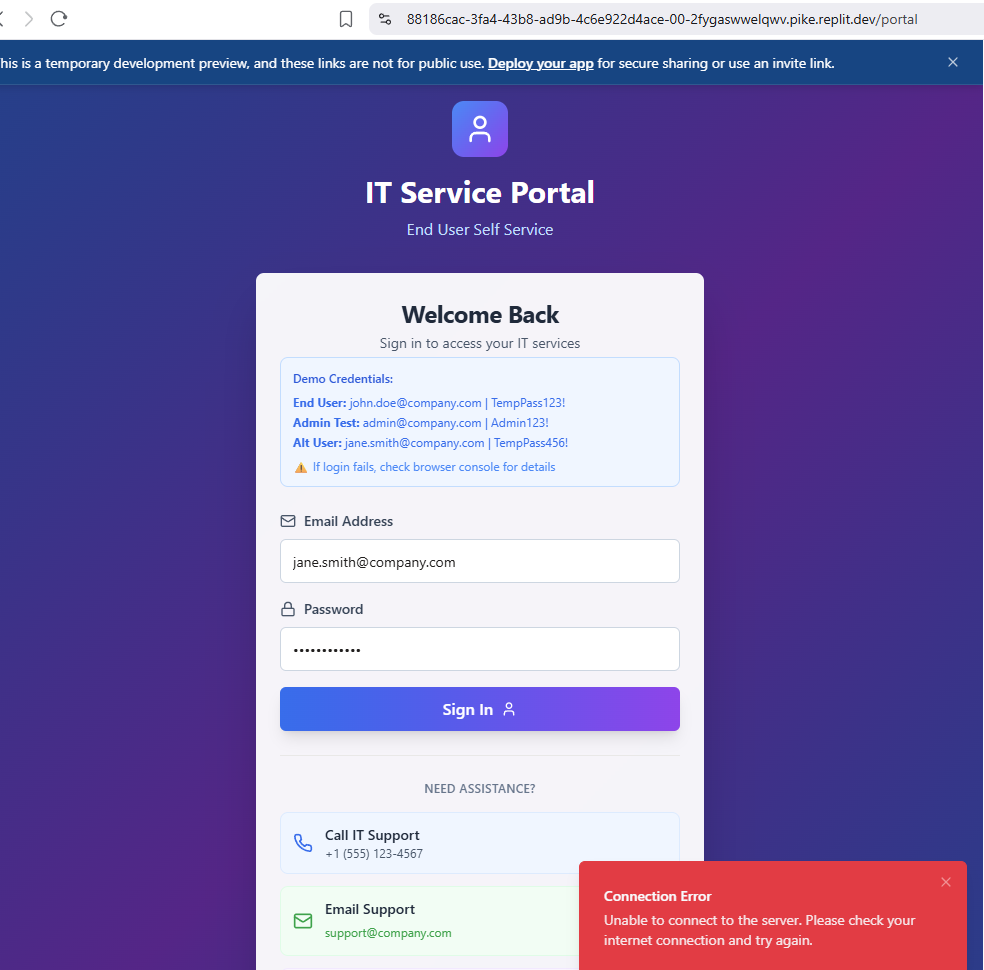 88186cac-3fa4-43b8-ad9b-4c6e922d4ace-00-2fygaswwelqwv.pike.replit.dev/portal
his is a temporary development preview, and these links are not for public use. Deploy your app for secure sharing or use an invite link.
IT Service Portal
End User Self Service
Welcome Back
Sign in to access your IT services
Demo Credentials:
End User: john.doe@company.com | TempPass123!
Admin Test: admin@company.com | Admin123!
Alt User: jane.smith@company.com | TempPass456!
⚠ If login fails, check browser console for details
Email Address
jane.smith@company.com
Password
••••••••••••
Sign In
NEED ASSISTANCE?
Call IT Support
+1 (555) 123-4567
Email Support
support@company.com
Connection Error
Unable to connect to the server. Please check your
internet connection and try again.